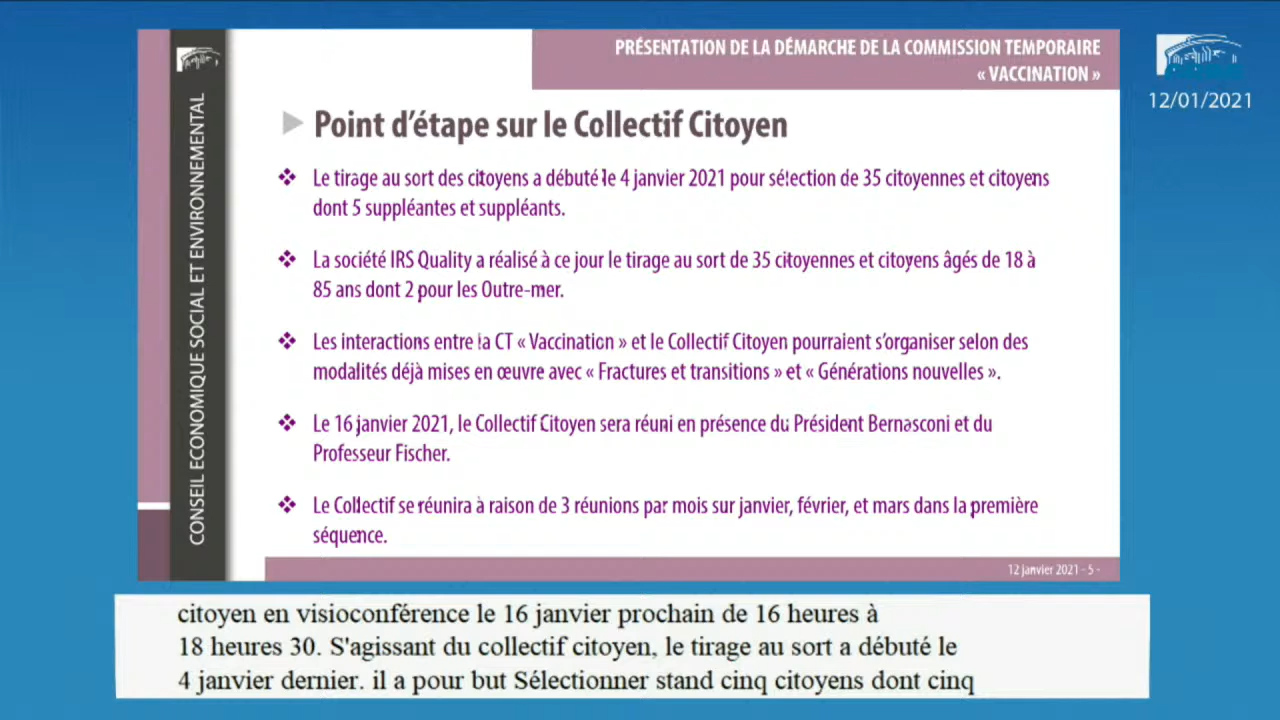 PRÉSENTATION DE LA DÉMARCHE DE LA COMMISSION TEMPORAIRE
« VACCINATION »
12/01/2021
CONSEIL ECONOMIQUE SOCIAL ET ENVIRONNEMENTAL
Point d'étape sur le Collectif Citoyen
Le tirage au sort des citoyens a débuté le 4 janvier 2021 pour sélection de 35 citoyennes et citoyens
dont 5 suppléantes et suppléants.
La société IRS Quality a réalisé à ce jour le tirage au sort de 35 citoyennes et citoyens âgés de 18 à
85 ans dont 2 pour les Outre-mer.
Les interactions entre la CT « Vaccination » et le Collectif Citoyen pourraient s'organiser selon des
modalités déjà mises en œuvre avec « Fractures et transitions » et « Générations nouvelles ».
Le 16 janvier 2021, le Collectif Citoyen sera réuni en présence du Président Bernasconi et du
Professeur Fischer.
Le Collectif se réunira à raison de 3 réunions par mois sur janvier, février, et mars dans la première
séquence.
12 janvier 2021 - 5 -
citoyen en visioconférence le 16 janvier prochain de 16 heures à
18 heures 30. S'agissant du collectif citoyen, le tirage au sort a débuté le
4 janvier dernier. il a pour but Sélectionner stand cinq citoyens dont cinq